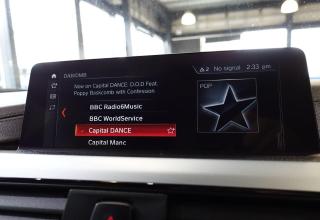 DAB/DMB
2 No signal 2:33 pm
Now on Capital DANCE: D.O.D Feat.
Poppy Baskcomb with Confession
POP
BBC Radio6Music
BBC WorldService
Capital DANCE
Capital Manc